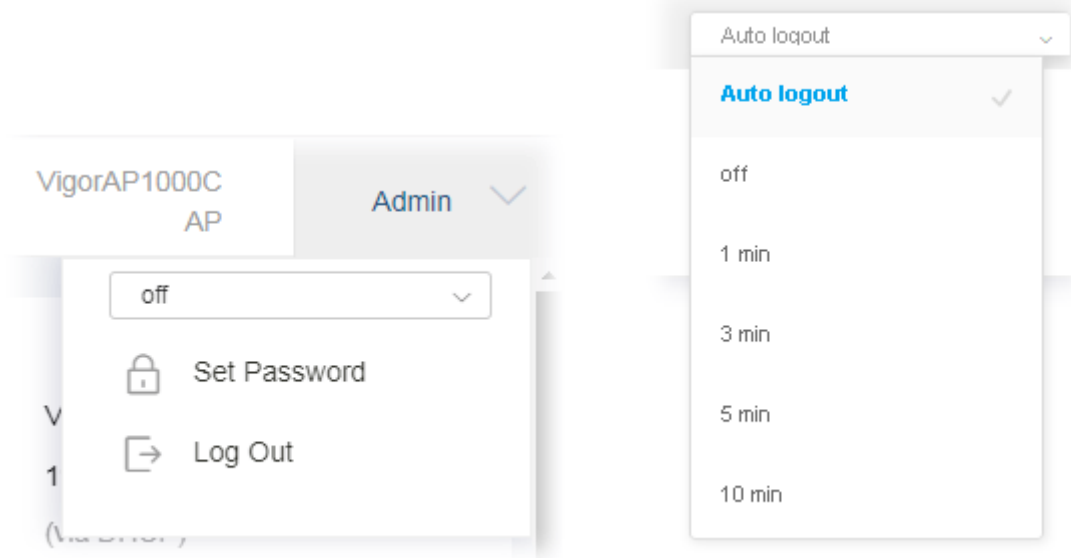 VigorAP1000C
AP
Admin
off
Set Password
V
Log Out
1
Auto logout
Auto logout
off
1 min
3 min
5 min
10 min